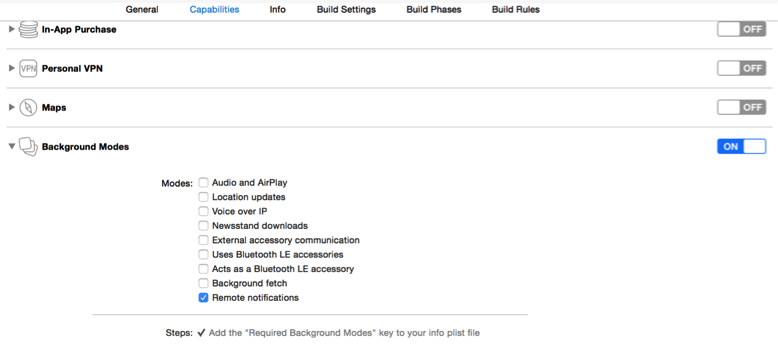 General Capabilities Info Build Settings Build Phases Build Rules
In-App Purchase OFF
VPN Personal VPN OFF
Maps OFF
Background Modes ON
Modes: Audio and AirPlay
Location updates
Voice over IP
Newsstand downloads
External accessory communication
Uses Bluetooth LE accessories
Acts as a Bluetooth LE accessory
Background fetch
Remote notifications
Steps: ✓ Add the "Required Background Modes" key to your info plist file